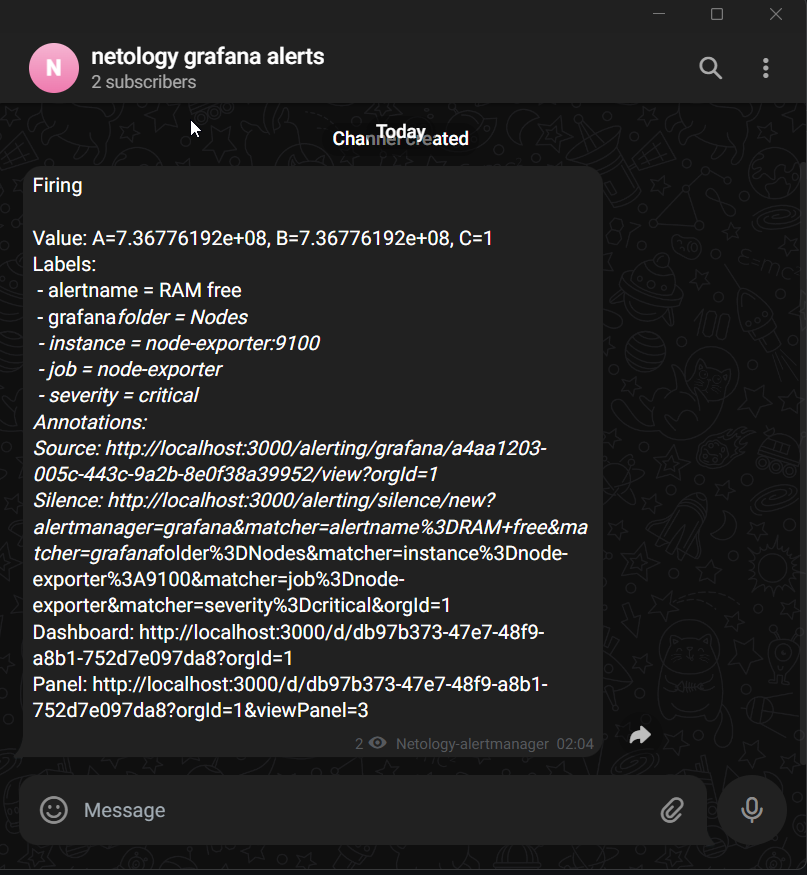 N
netology grafana alerts
2 subscribers
Today
Channel created
Firing
Value: A=7.36776192e+08, B=7.36776192e+08, C=1
Labels:
- alertname = RAM free
- grafanafolder = Nodes
- instance = node-exporter:9100
- job = node-exporter
- severity = critical
Annotations:
Source: http://localhost:3000/alerting/grafana/a4aa1203-
005c-443c-9a2b-8e0f38a39952/view?orgId=1
Silence: http://localhost:3000/alerting/silence/new?
alertmanager=grafana&matcher=alertname%3DRAM+free&ma
tcher=grafanafolder%3DNodes&matcher=instance%3Dnode-
exporter%3A9100&matcher=job%3Dnode-
exporter&matcher=severity%3Dcritical&orgId=1
Dashboard: http://localhost:3000/d/db97b373-47e7-48f9-
a8b1-752d7e097da8?orgId=1
Panel: http://localhost:3000/d/db97b373-47e7-48f9-a8b1-
752d7e097da8?orgId=1&viewPanel=3
2 Netology-alertmanager 02:04
Message